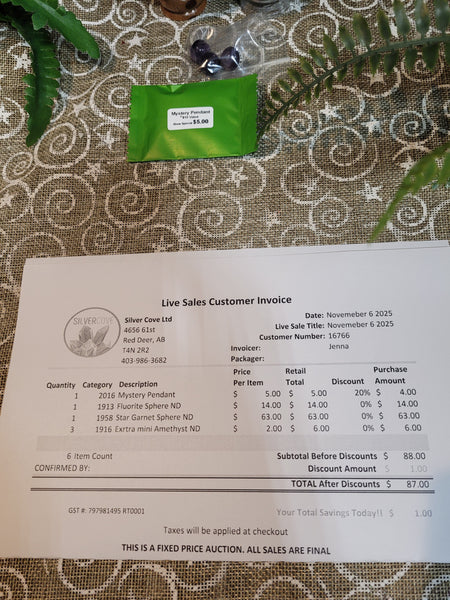 Mystery Pendant
$5.00
Live Sales Customer Invoice
SILVERCOVE
Silver Cove Ltd
4656 61st
Red Deer, AB
T4N 2R2
403-986-3682
Date: Novemeber 6 2025
Live Sale Title: Novemeber 6 2025
Customer Number: 16766
Invoicer: Jenna
Packager:
Quantity Category Description Price Per Item Retail Total Discount Purchase Amount
1 2016 Mystery Pendant $ 5.00 $ 5.00 20% $ 4.00
1 1913 Fluorite Sphere ND $ 14.00 $ 14.00 0% $ 14.00
1 1958 Star Garnet Sphere ND $ 63.00 $ 63.00 0% $ 63.00
3 1916 Exrtra mini Amethyst ND $ 2.00 $ 6.00 0% $ 6.00
6 Item Count Subtotal Before Discounts $ 88.00
CONFIRMED BY: Discount Amount $ 1.00
TOTAL After Discounts $ 87.00
GST #: 797981495 RT0001 Your Total Savings Today!! $ 1.00
Taxes will be applied at checkout
THIS IS A FIXED PRICE AUCTION. ALL SALES ARE FINAL